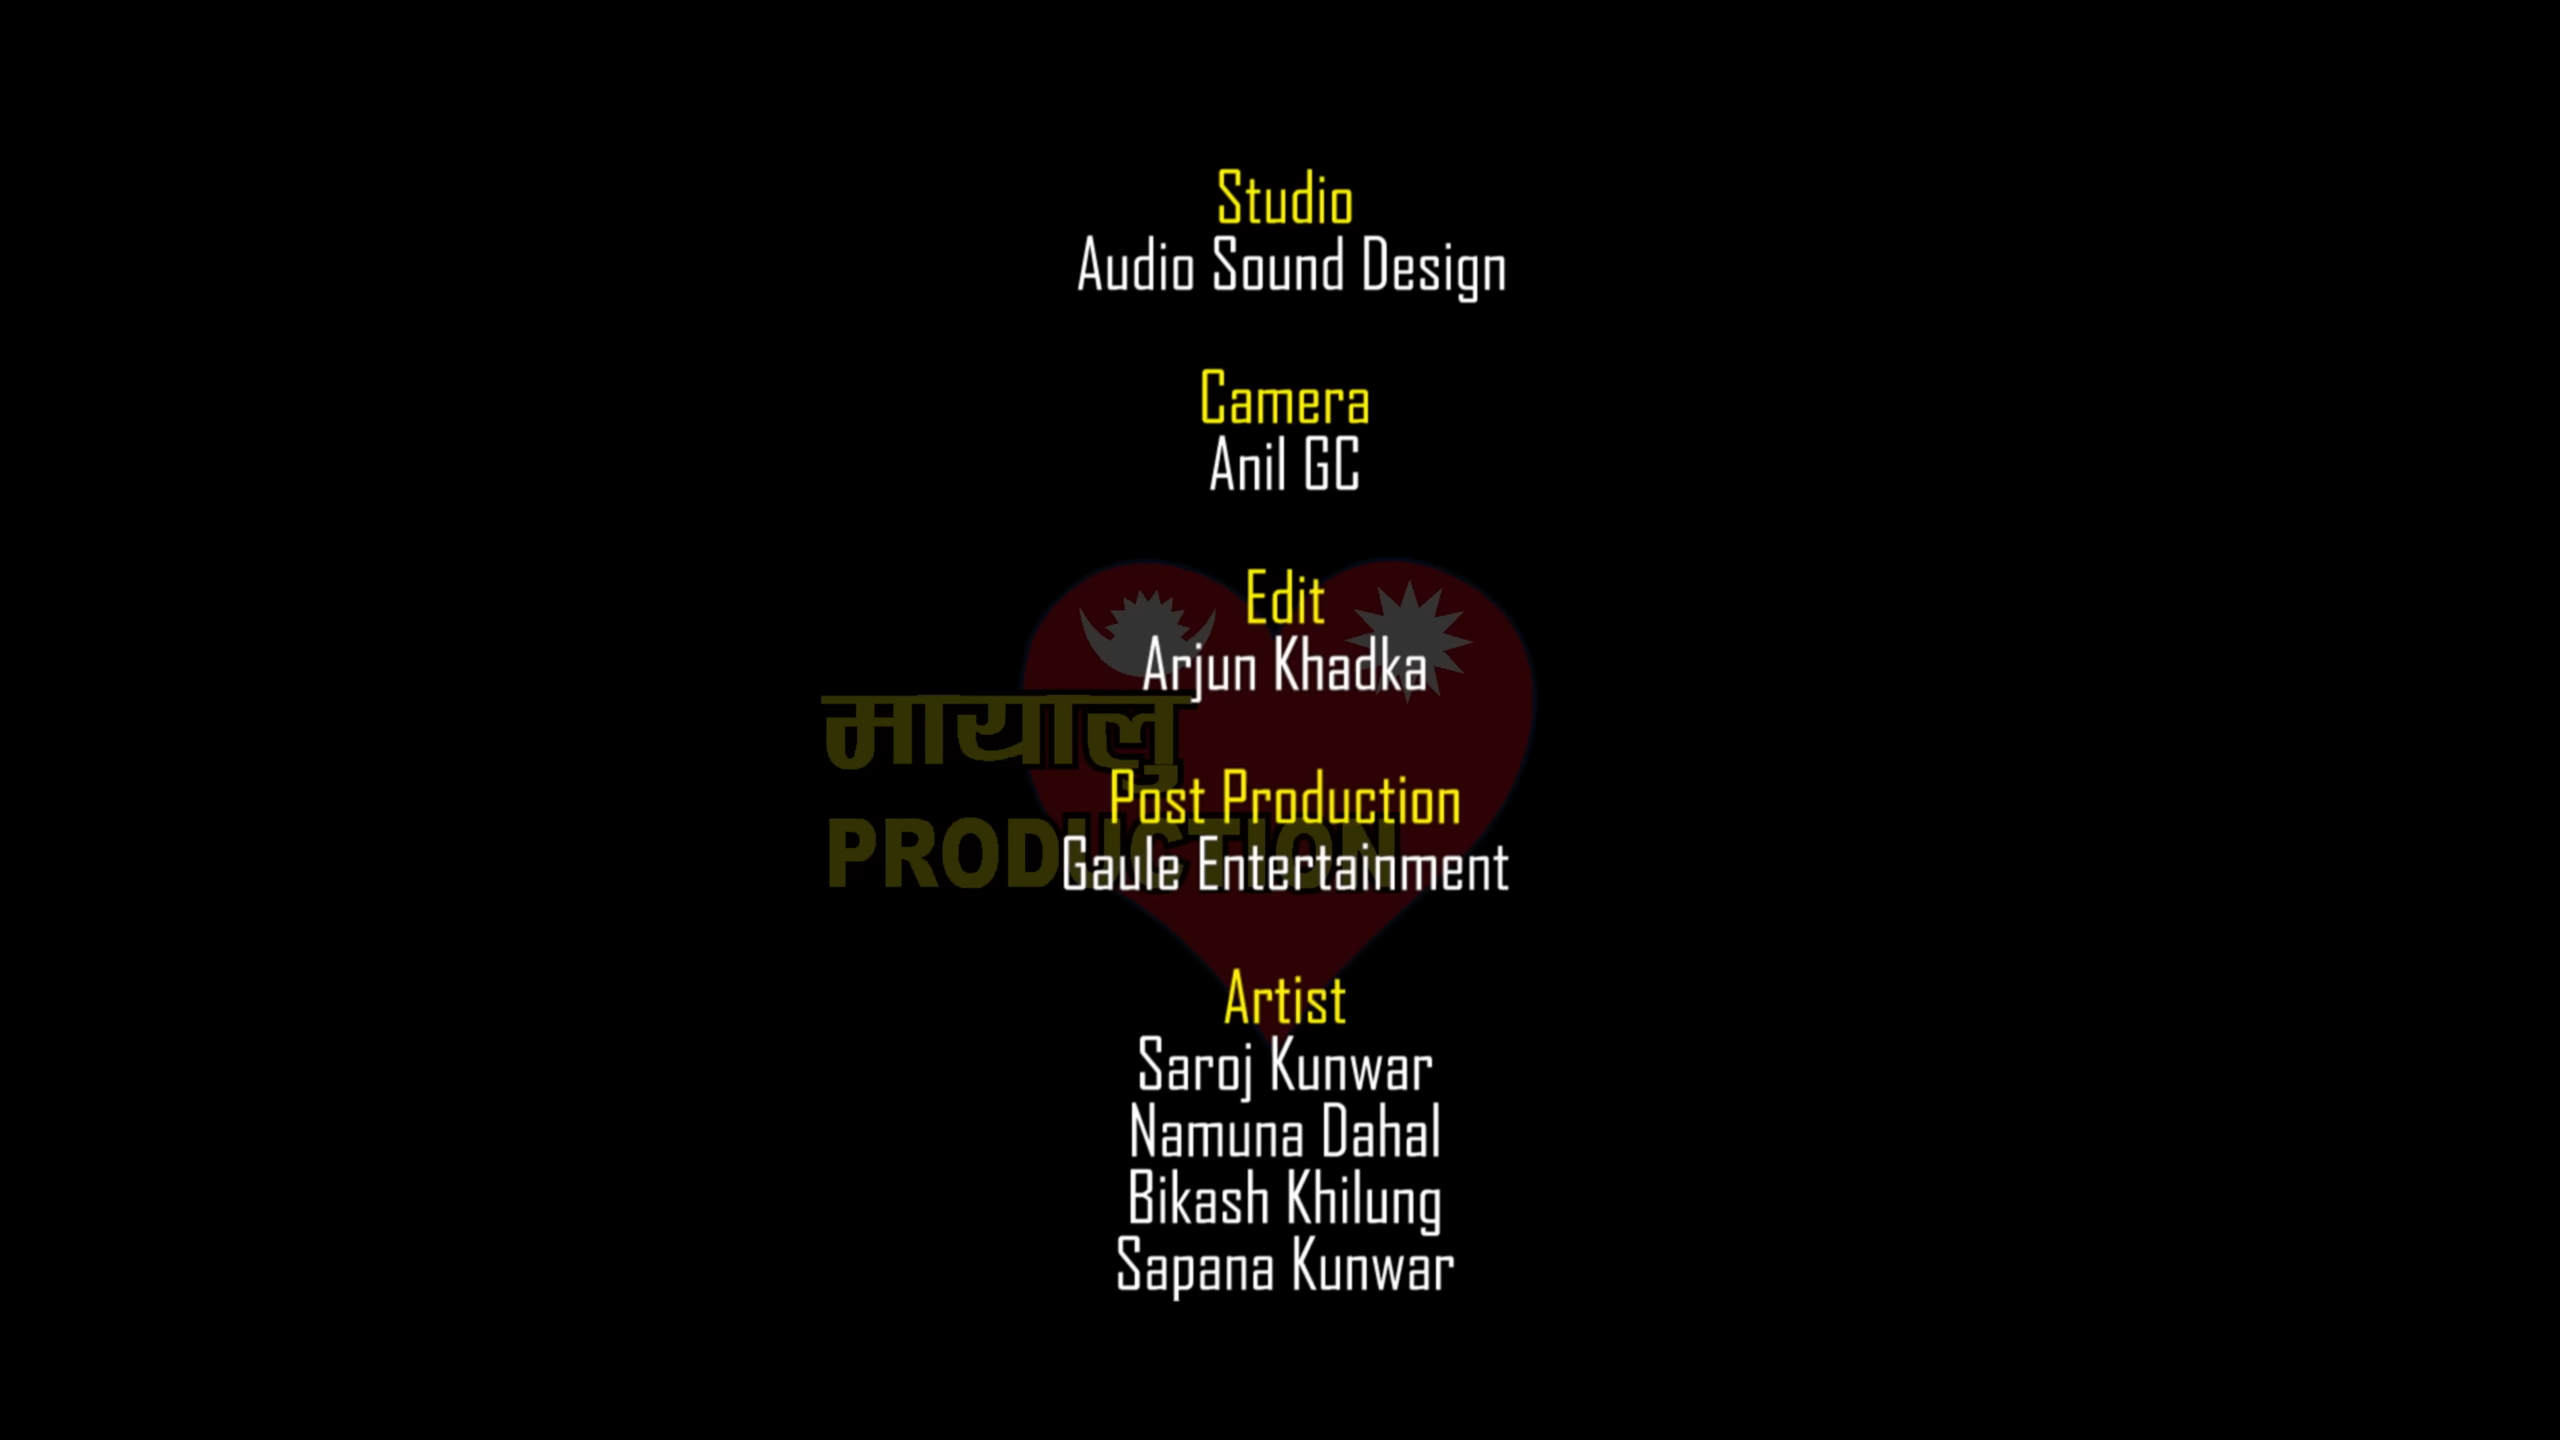 Studio
Audio Sound Design
Camera
Anil GC
Edit
Arjun Khadka
मायालु
PRODUCTION
Post Production
Gaule Entertainment
Artist
Saroj Kunwar
Namuna Dahal
Bikash Khilung
Sapana Kunwar